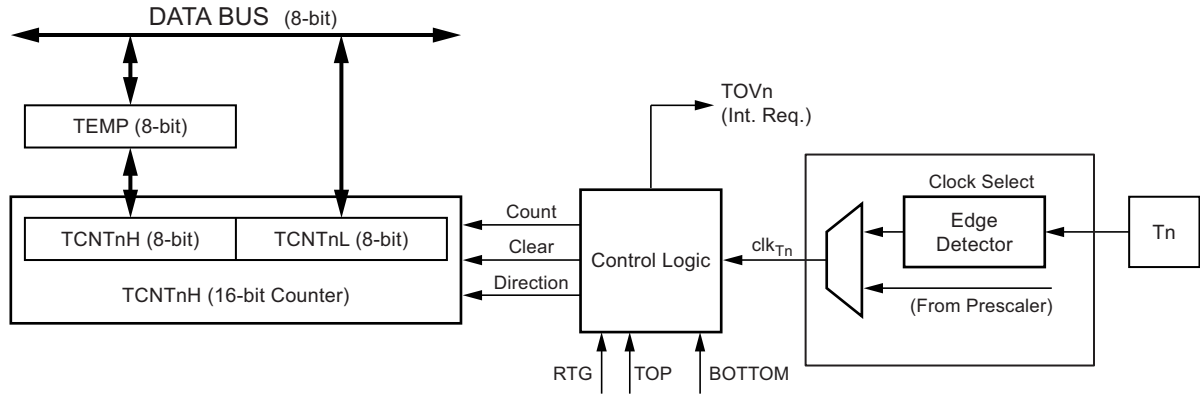 DATA BUS (8-bit)
TEMP (8-bit)
TCNTnH (8-bit)
TCNTnL (8-bit)
TCNTnH (16-bit Counter)
Count
Clear
Direction
TOVn
(Int. Req.)
Control Logic
RTG
TOP
BOTTOM
clkTn
Clock Select
Edge
Detector
(From Prescaler)
Tn